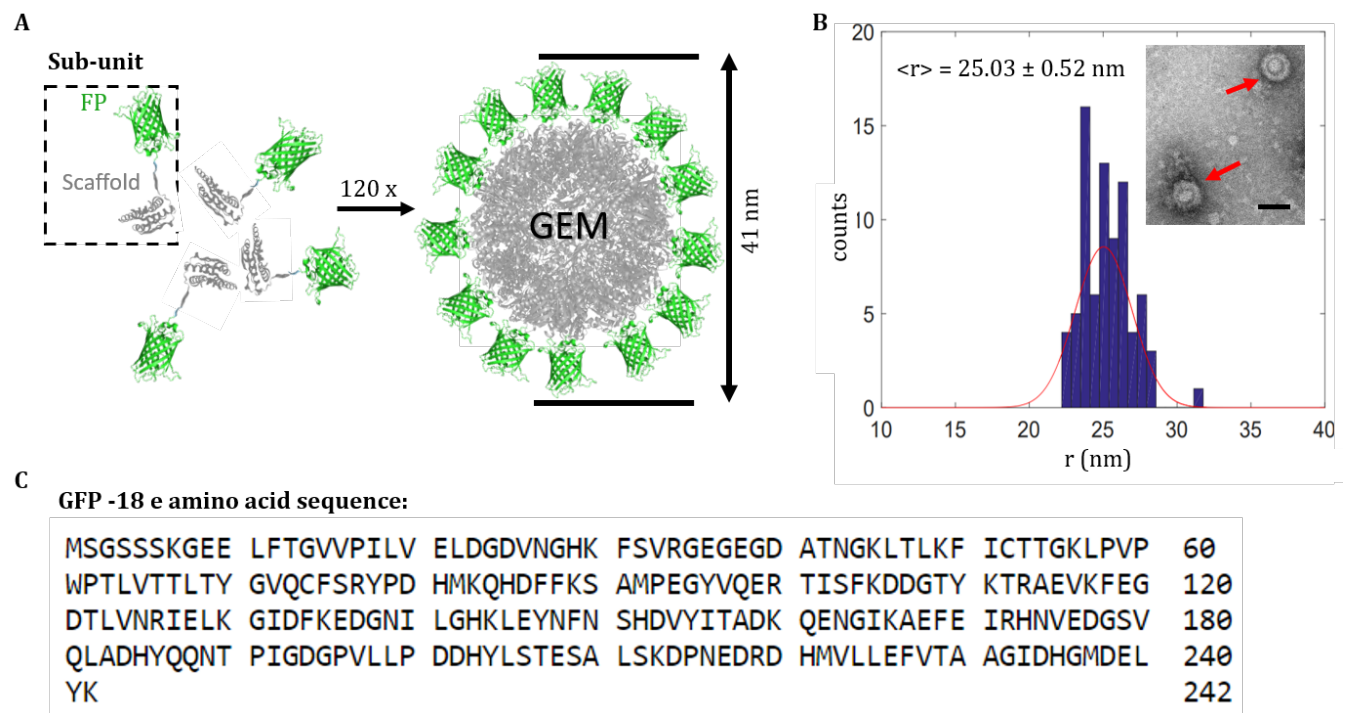 A
Sub-unit
FP
Scaffold
120 x
GEM
41 nm
B
<r> = 25.03 ± 0.52 nm
counts
20
15
10
5
0
10 15 20 25 30 35 40
r (nm)
C
GFP -18 e amino acid sequence:
MSGSSSKGEE LFTGVVPILV ELDGDVNGHK FSVRGEGEGD ATNGKLTLKF ICTTGKLPVP 60
WPTLVTTLTY GVQCFSRYPD HMKQHDFFKS AMPEGYVQER TISFKDDGTY KTRAEVKFEG 120
DTLVNRIELK GIDFKEDGNI LGHKLEYNFN SHDVYITADK QENGIKAEFE IRHNVEDGSV 180
QLADHYQQNT PIGDGPVLLP DDHYLSTESA LSKDPNEDRD HMVLLEFVTA AGIDHGMDEL 240
YK 242